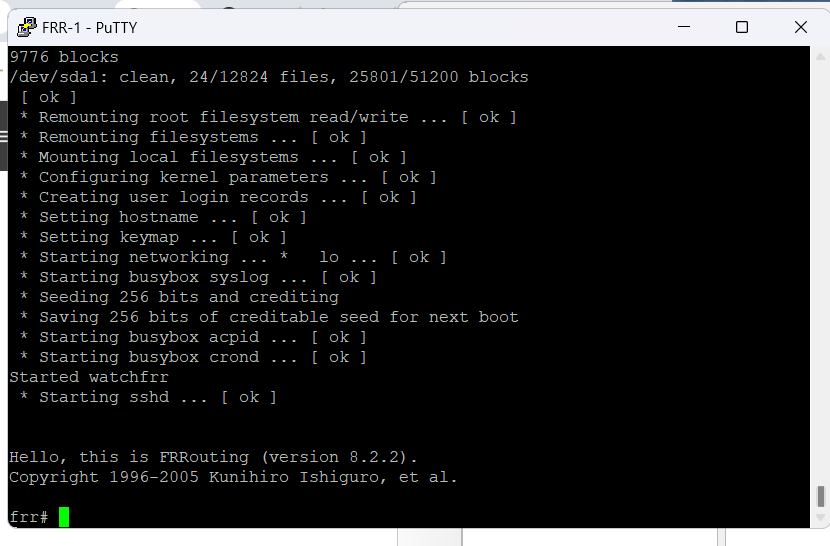 FRR-1 - PuTTY
9776 blocks
/dev/sda1: clean, 24/12824 files, 25801/51200 blocks
 [ ok ]
 * Remounting root filesystem read/write ... [ ok ]
 * Remounting filesystems ... [ ok ]
 * Mounting local filesystems ... [ ok ]
 * Configuring kernel parameters ... [ ok ]
 * Creating user login records ... [ ok ]
 * Setting hostname ... [ ok ]
 * Setting keymap ... [ ok ]
 * Starting networking ... *   lo ... [ ok ]
 * Starting busybox syslog ... [ ok ]
 * Seeding 256 bits and crediting
 * Saving 256 bits of creditable seed for next boot
 * Starting busybox acpid ... [ ok ]
 * Starting busybox crond ... [ ok ]
Started watchfrr
 * Starting sshd ... [ ok ]
Hello, this is FRRouting (version 8.2.2).
Copyright 1996-2005 Kunihiro Ishiguro, et al.
frr#